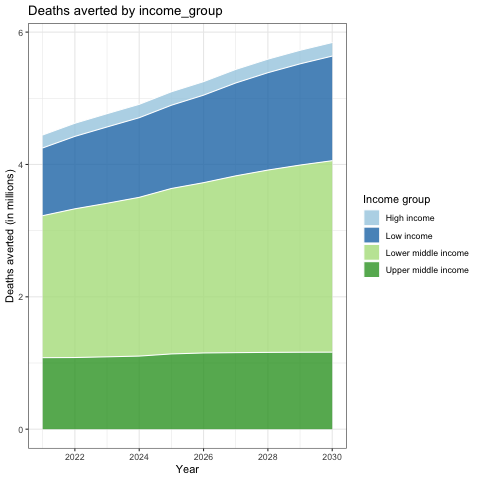 Deaths averted by income_group
Deaths averted (in millions)
6
4
2
0
2022 2024 2026 2028 2030
Year
Income group
High income
Low income
Lower middle income
Upper middle income